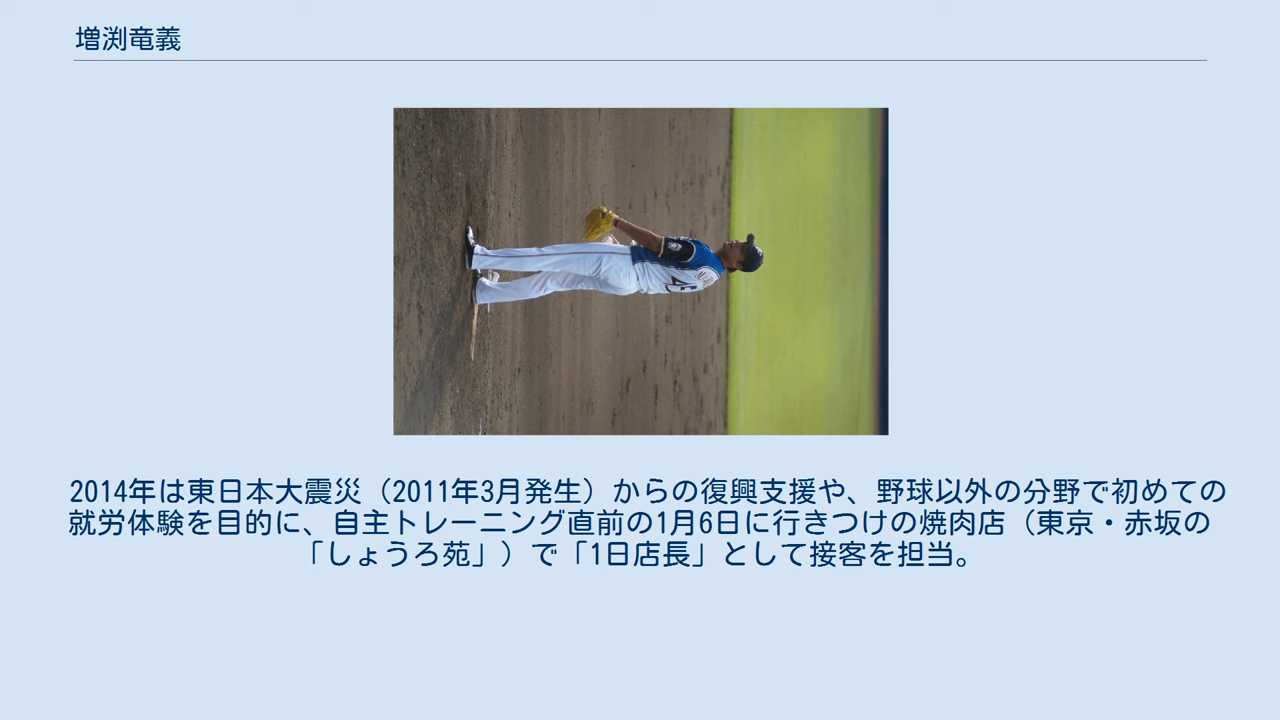 増渕竜義
2014年は東日本大震災（2011年3月発生）からの復興支援や、野球以外の分野で初めての
就労体験を目的に、自主トレーニング直前の1月6日に行きつけの焼肉店（東京・赤坂の
「しょうろ苑」）で「1日店長」として接客を担当。
45